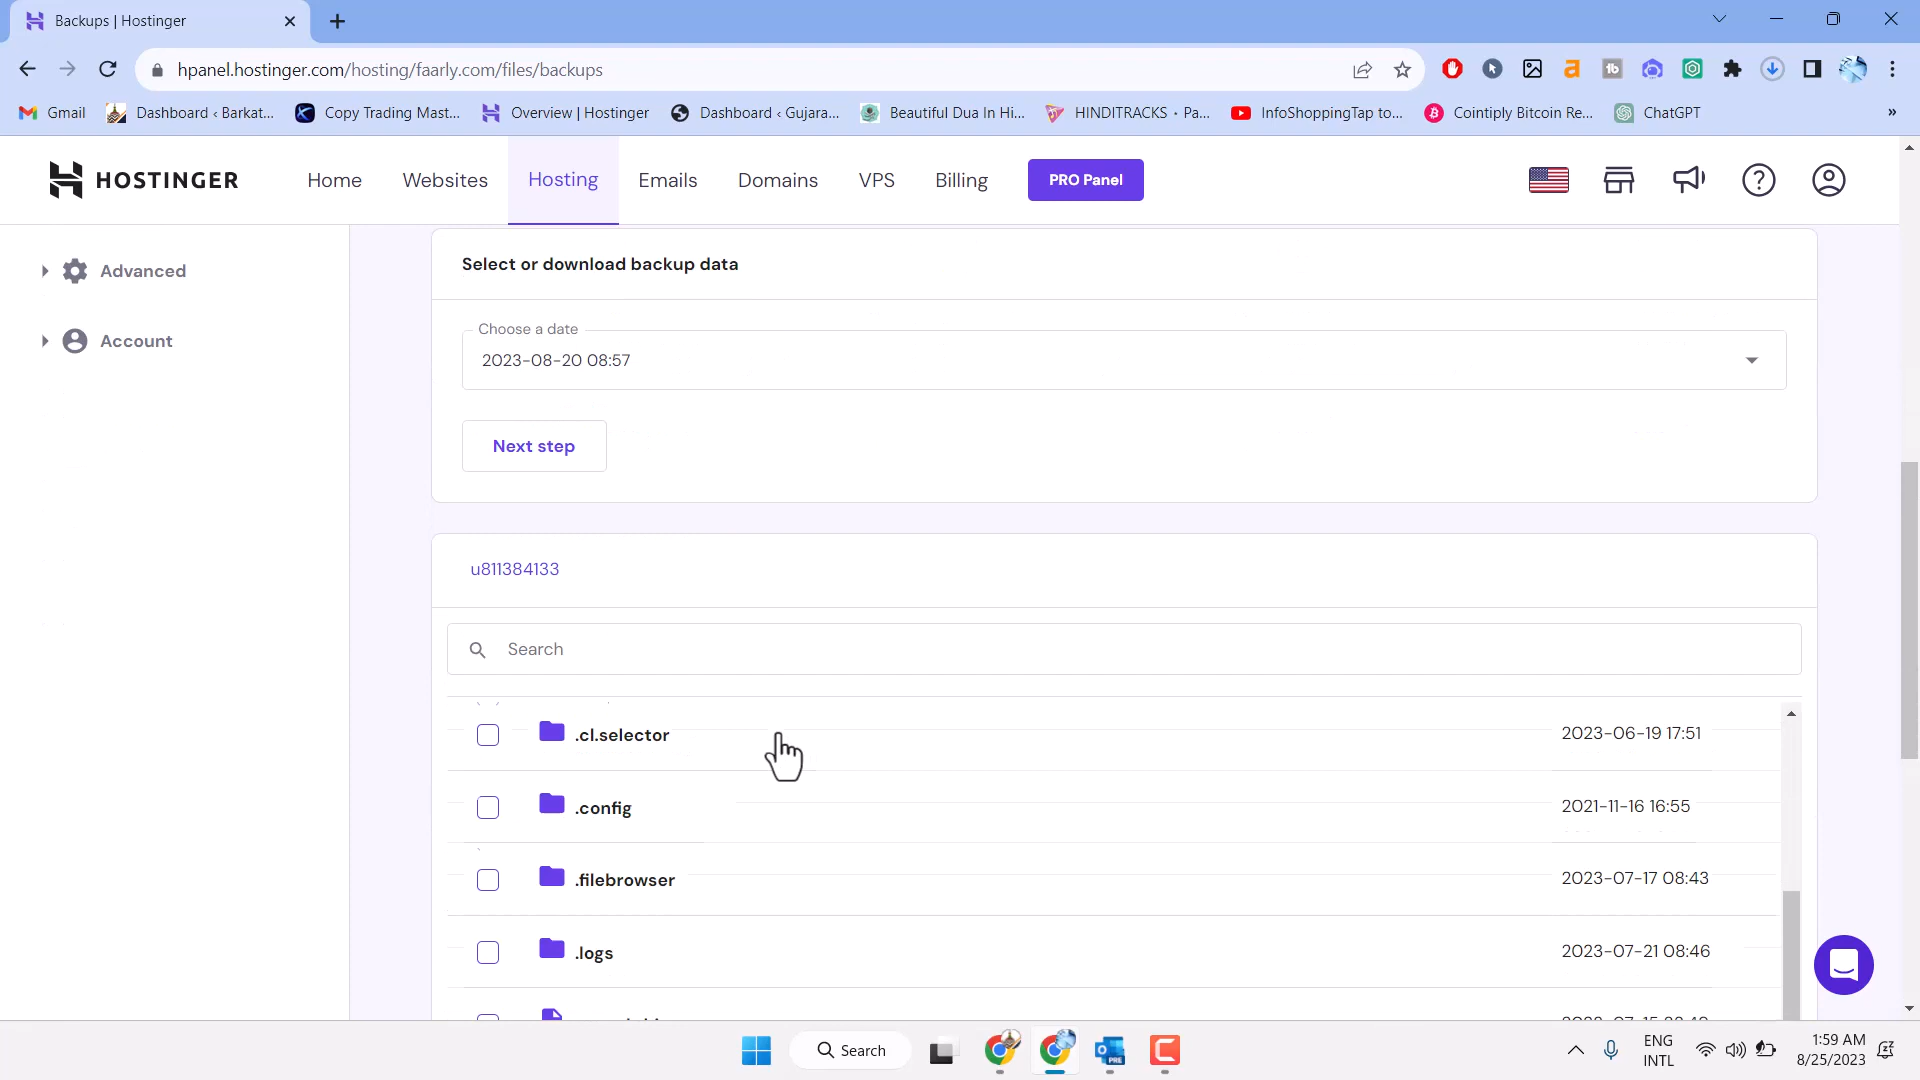 Backups | Hostinger
hpanel.hostinger.com/hosting/faarly.com/files/backups
Gmail
Dashboard ‹ Barkat...
Copy Trading Mast...
Overview | Hostinger
Dashboard ‹ Gujara...
Beautiful Dua In Hi...
HINDITRACKS • Pa...
InfoShoppingTap to...
Cointiply Bitcoin Re...
ChatGPT
»
HOSTINGER
Home
Websites
Hosting
Emails
Domains
VPS
Billing
PRO Panel
Advanced
Account
Select or download backup data
Choose a date
2023-08-20 08:57
Next step
u811384133
Search
.cl.selector 2023-06-19 17:51
.config 2021-11-16 16:55
.filebrowser 2023-07-17 08:43
.logs 2023-07-21 08:46
Search
PRE
ENG
INTL
1:59 AM
8/25/2023